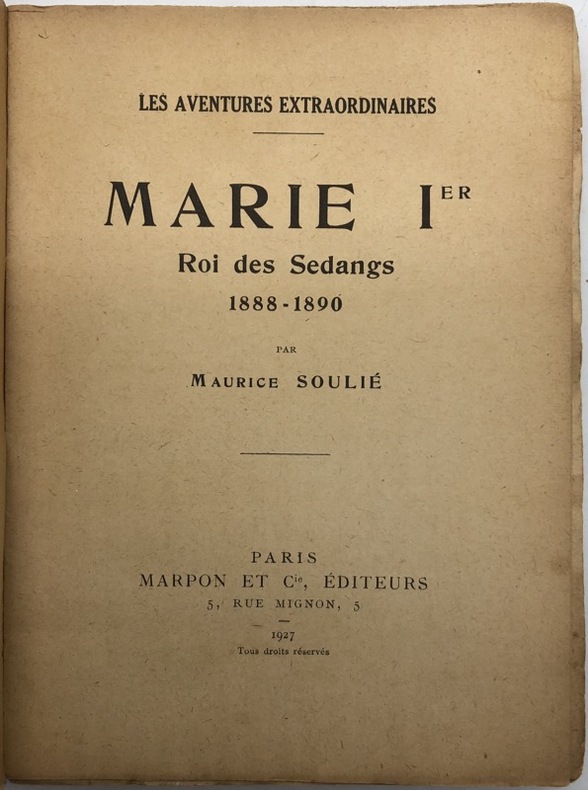 LES AVENTURES EXTRAORDINAIRES
MARIE IER
Roi des Sedangs
1888-1890
PAR
MAURICE SOULIÉ
PARIS
MARPON ET Cie, ÉDITEURS
5, RUE MIGNON, 5
1927
Tous droits réservés